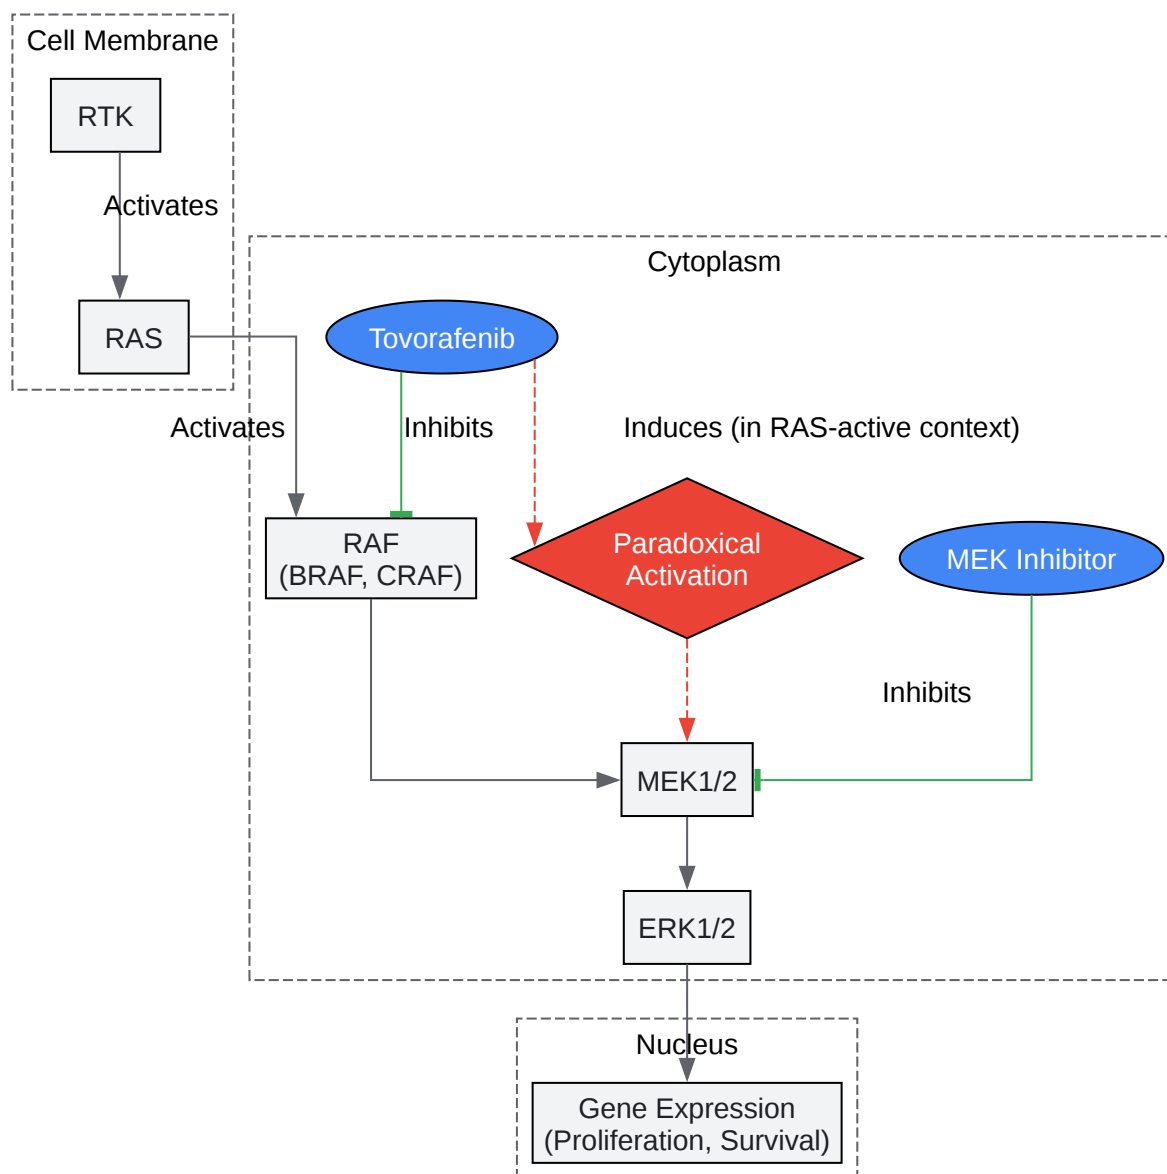 Cell Membrane
RTK
Activates
Cytoplasm
RAS
Tovorafenib
Activates
Inhibits
Induces (in RAS-active context)
RAF
(BRAF, CRAF)
Paradoxical
Activation
MEK Inhibitor
Inhibits
MEK1/2
ERK1/2
Nucleus
Gene Expression
(Proliferation, Survival)